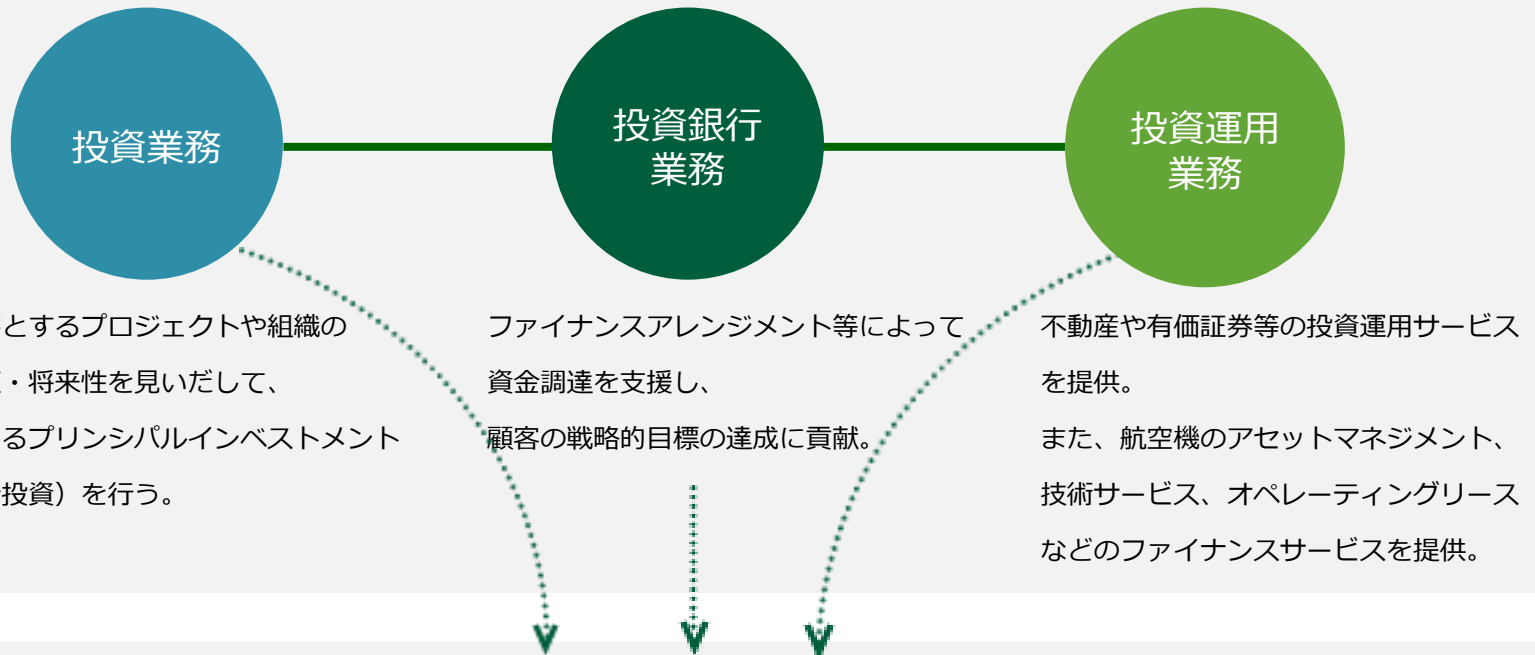 投資業務
投資銀行
業務
投資運用
業務
とするプロジェクトや組織の
・将来性を見いだして、
るプリンシパルインベストメント
投資）を行う。
ファイナンスアレンジメント等によって
資金調達を支援し、
顧客の戦略的目標の達成に貢献。
不動産や有価証券等の投資運用サービス
を提供。
また、航空機のアセットマネジメント、
技術サービス、オペレーティングリース
などのファイナンスサービスを提供。